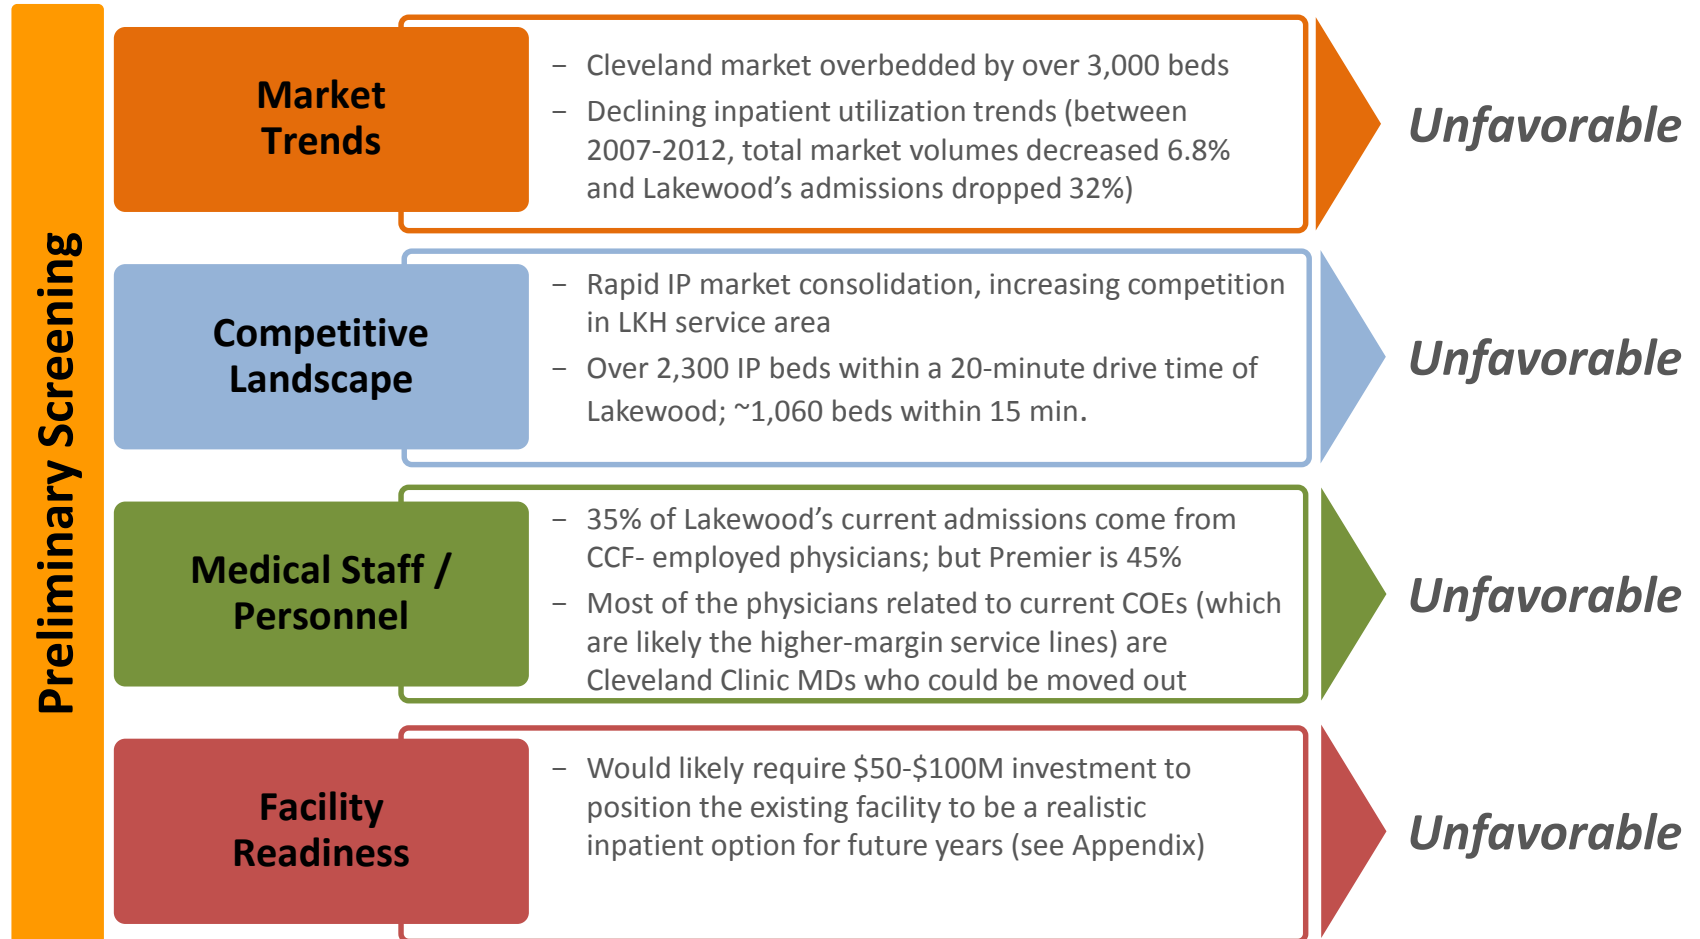 Preliminary Screening
Market
Trends
– Cleveland market overbedded by over 3,000 beds
– Declining inpatient utilization trends (between
2007-2012, total market volumes decreased 6.8%
and Lakewood’s admissions dropped 32%)
Unfavorable
Competitive
Landscape
– Rapid IP market consolidation, increasing competition
in LKH service area
– Over 2,300 IP beds within a 20-minute drive time of
Lakewood; ~1,060 beds within 15 min.
Unfavorable
Medical Staff /
Personnel
– 35% of Lakewood’s current admissions come from
CCF- employed physicians; but Premier is 45%
– Most of the physicians related to current COEs (which
are likely the higher-margin service lines) are
Cleveland Clinic MDs who could be moved out
Unfavorable
Facility
Readiness
– Would likely require $50-$100M investment to
position the existing facility to be a realistic
inpatient option for future years (see Appendix)
Unfavorable